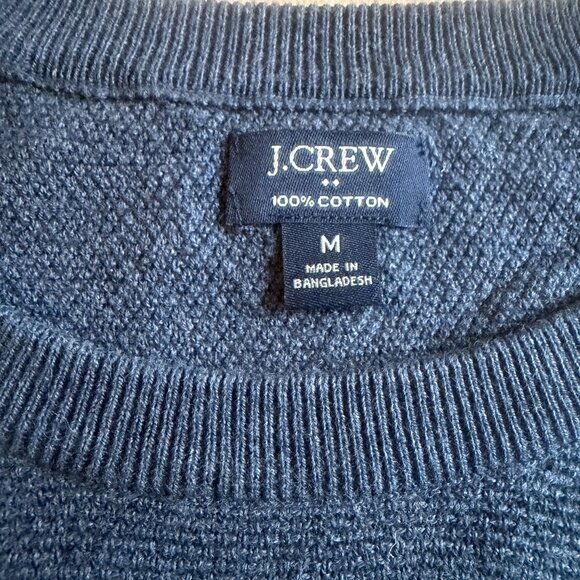 J.CREW
100% COTTON
M
MADE IN
BANGLADESH